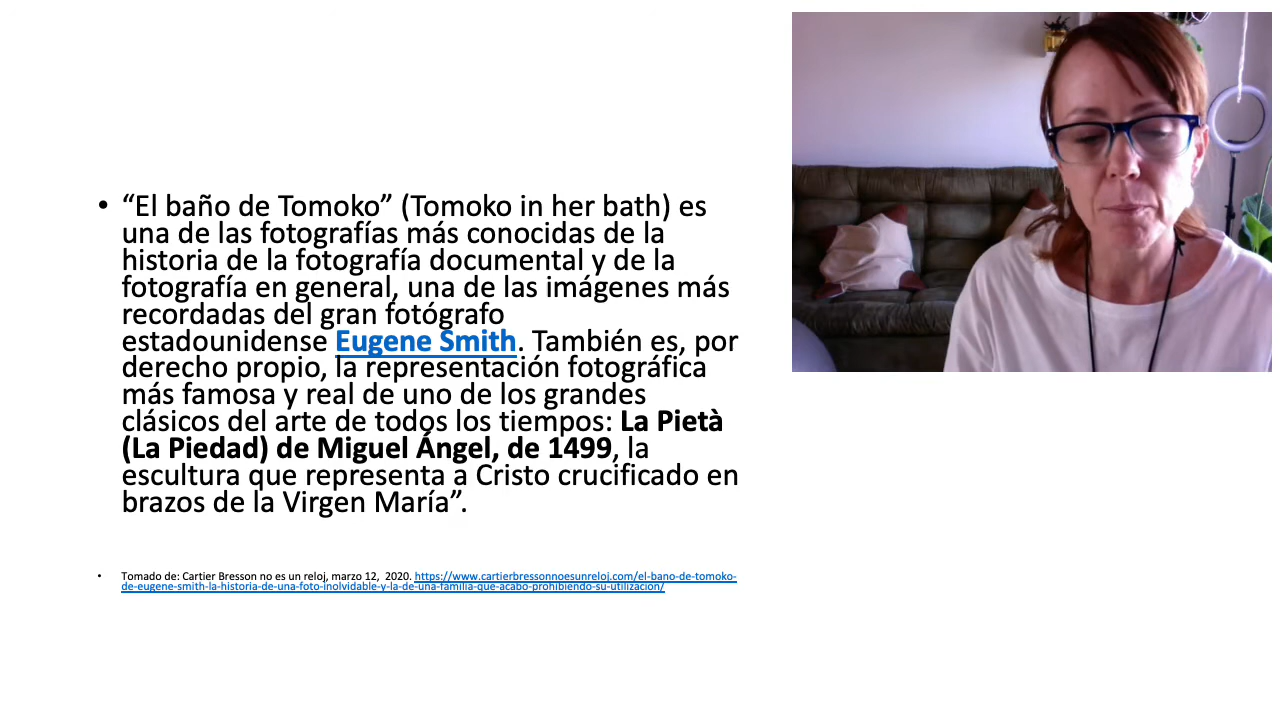 • “El baño de Tomoko” (Tomoko in her bath) es
una de las fotografías más conocidas de la
historia de la fotografía documental y de la
fotografía en general, una de las imágenes más
recordadas del gran fotógrafo
estadounidense Eugene Smith. También es, por
derecho propio, la representación fotográfica
más famosa y real de uno de los grandes
clásicos del arte de todos los tiempos: La Pietà
(La Piedad) de Miguel Ángel, de 1499, la
escultura que representa a Cristo crucificado en
brazos de la Virgen María”.
• Tomado de: Cartier Bresson no es un reloj, marzo 12, 2020. https://www.cartierbressonnoesunreloj.com/el-bano-de-tomoko-
de-eugene-smith-la-historia-de-una-foto-inolvidable-y-la-de-una-familia-que-acabo-prohibiendo-su-utilizacion/